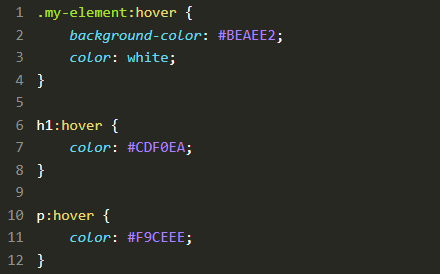 1 .my-element:hover {
2     background-color: #BEAEE2;
3     color: white;
4 }
5
6 h1:hover {
7     color: #CDF0EA;
8 }
9
10 p:hover {
11     color: #F9CEEE;
12 }